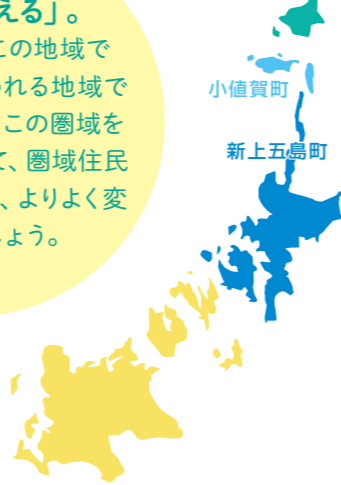 える」。
この地域で
われる地域で
この圏域を
て、圏域住民
、よりよく変
ょう。
小値賀町
新上五島町